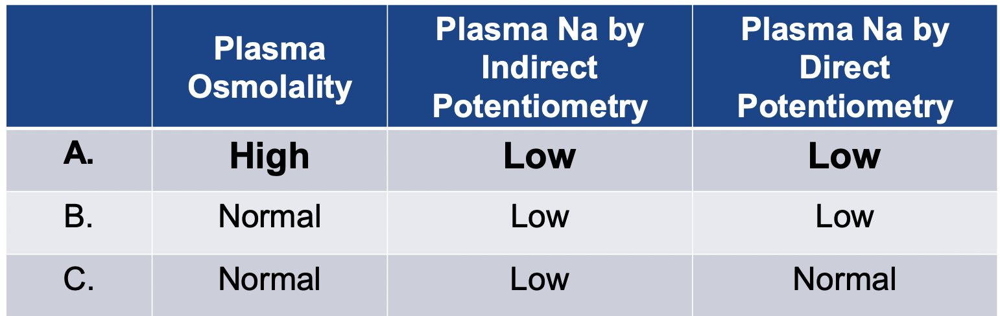 Plasma
Osmolality
Plasma Na by
Indirect
Potentiometry
Plasma Na by
Direct
Potentiometry
A. High Low Low
B. Normal Low Low
C. Normal Low Normal